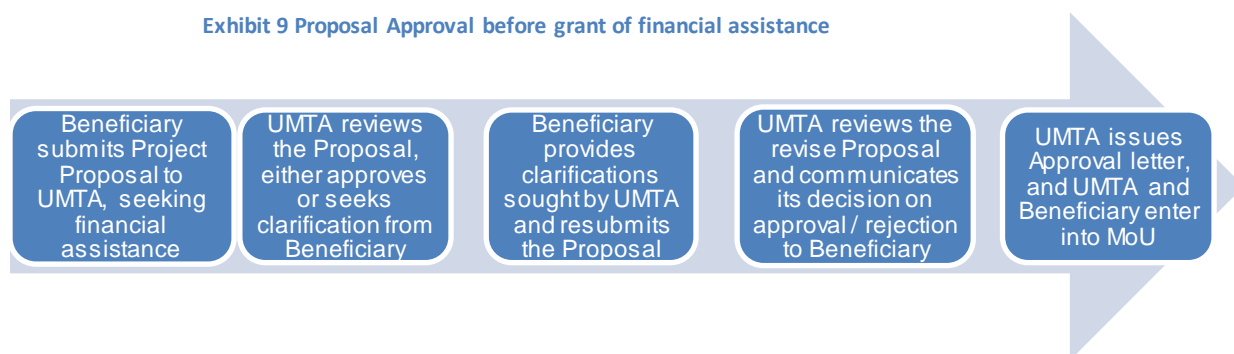 Exhibit 9 Proposal Approval before grant of financial assistance
Beneficiary
submits Project
Proposal to
UMTA, seeking
financial
assistance
UMTA reviews
the Proposal,
either approves
or seeks
clarification from
Beneficiary
Beneficiary
provides
clarifications
sought by UMTA
and resubmits
the Proposal
UMTA reviews the
revise Proposal
and communicates
its decision on
approval / rejection
to Beneficiary
UMTA issues
Approval letter,
and UMTA and
Beneficiary enter
into MoU